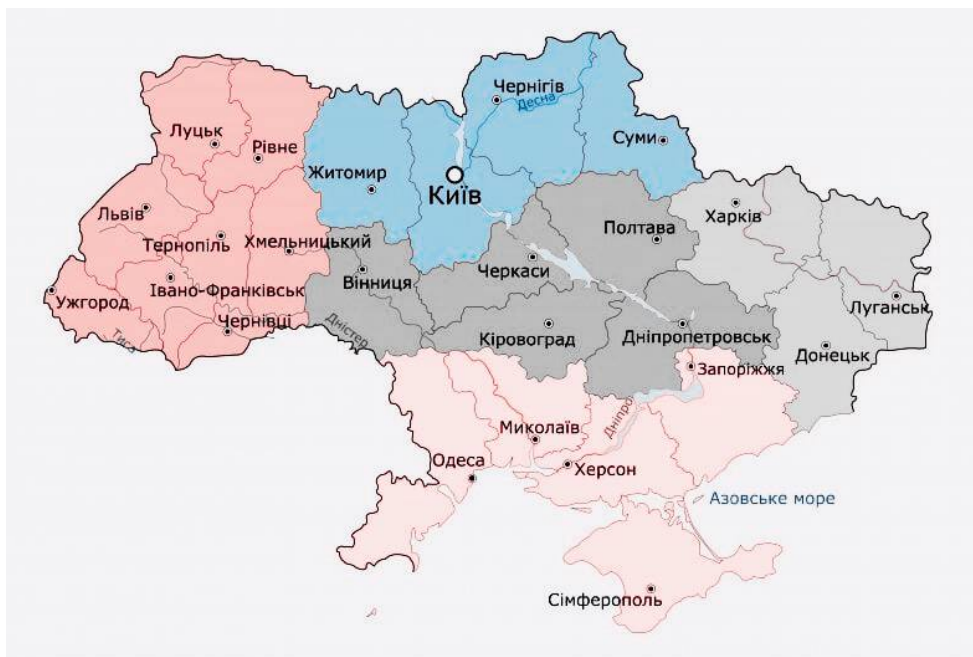 Чернігів
Десна
Луцьк
Рівне
Суми
Житомир
Київ
Львів
Харків
Полтава
Тернопіль
Хмельницький
Черкаси
Вінниця
Івано-Франківськ
Ужгород
Луганськ
Чернівці
Дністер
Тиса
Кіровоград
Дніпропетровськ
Донецьк
Запоріжжя
Дніпро
Миколаїв
Одеса
Херсон
Азовське море
Сімферополь